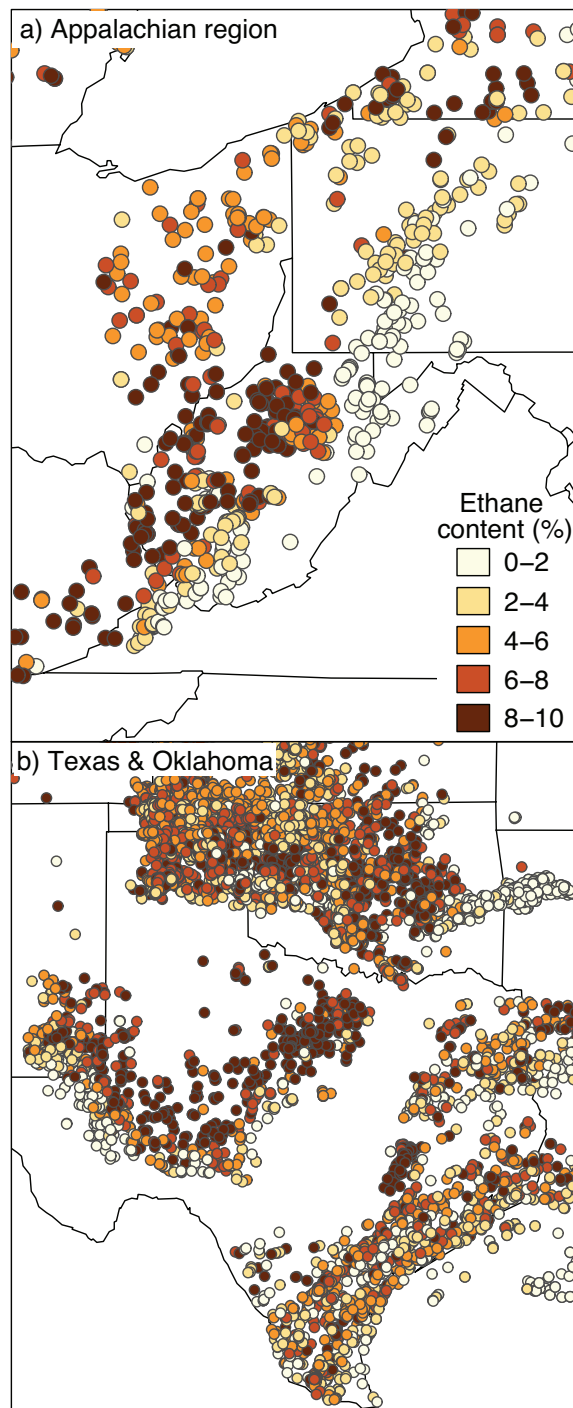 a) Appalachian region
Ethane
content (%)
0–2
2–4
4–6
6–8
8–10
b) Texas & Oklahoma